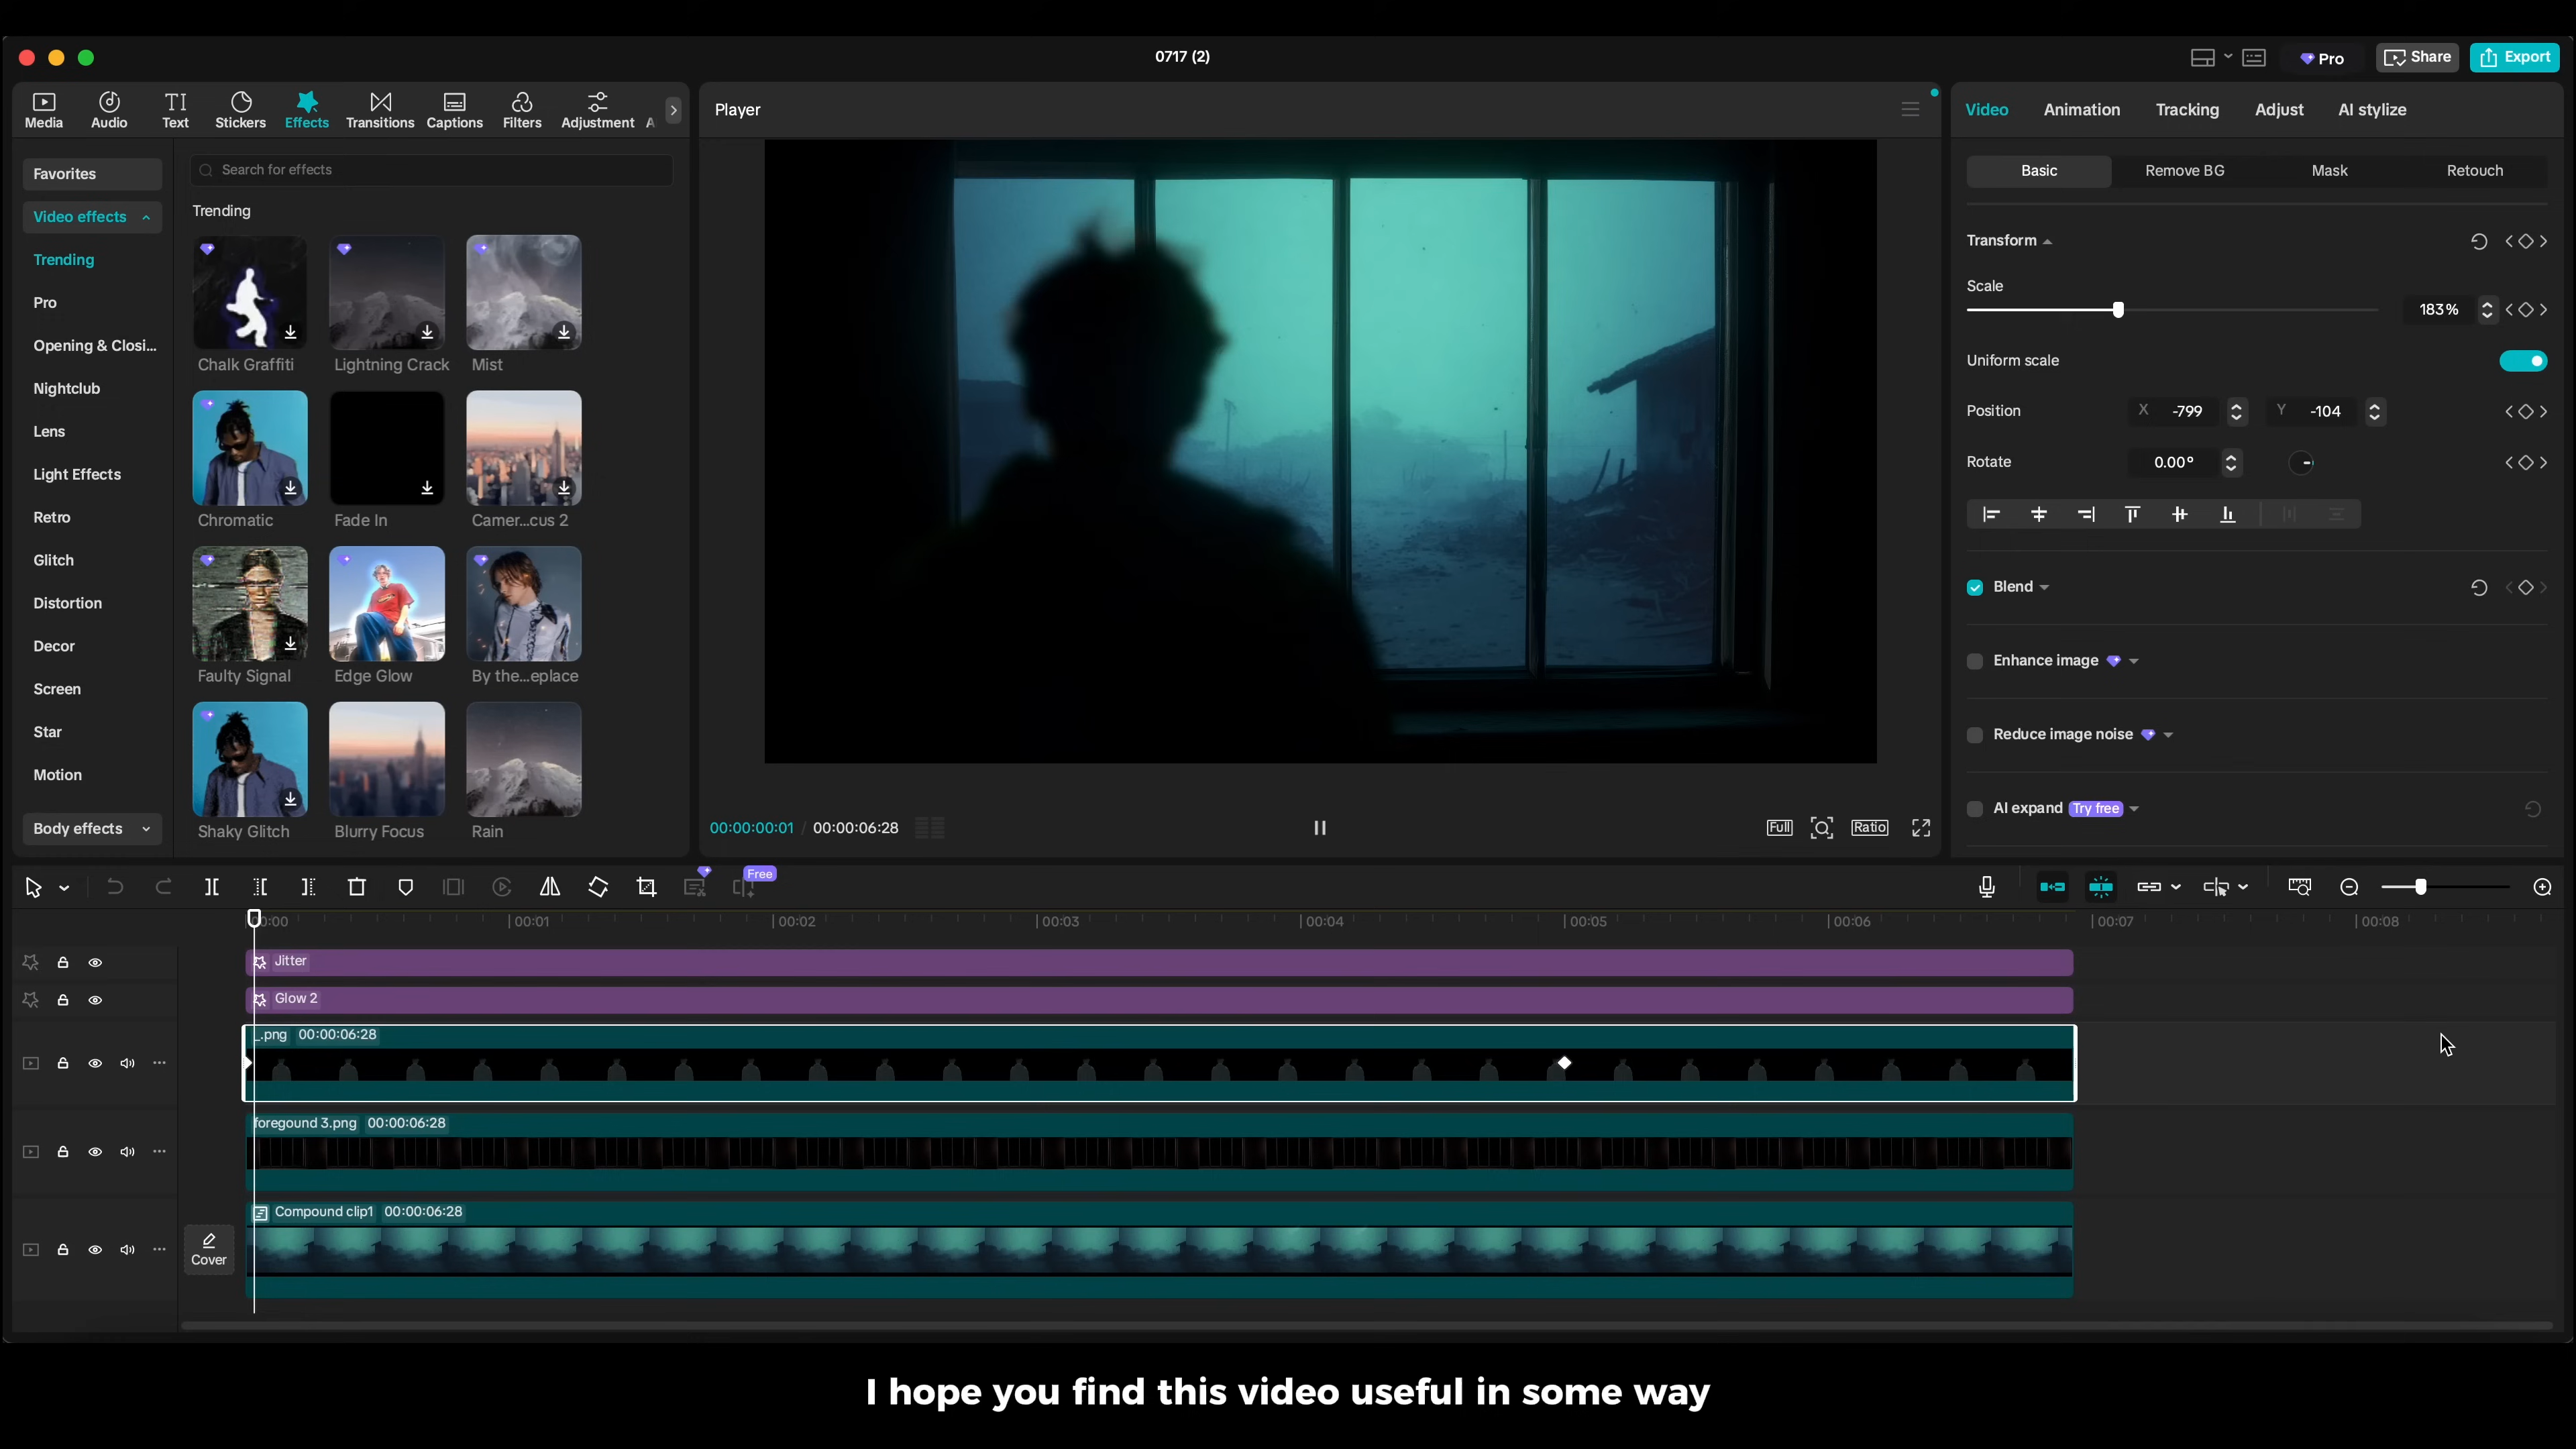 0717 (2)
Pro
Share
Export
Media
Audio
Text
Stickers
Effects
Transitions
Captions
Filters
Adjustment
Favorites
Video effects
Trending
Pro
Opening & Closi...
Nightclub
Lens
Light Effects
Retro
Glitch
Distortion
Decor
Screen
Star
Motion
Body effects
Search for effects
Trending
Chalk Graffiti
Lightning Crack
Mist
Chromatic
Fade In
Camer...cus 2
Faulty Signal
Edge Glow
By the...eplace
Shaky Glitch
Blurry Focus
Rain
Player
00:00:00:01 / 00:00:06:28
Full
Ratio
Video
Animation
Tracking
Adjust
AI stylize
Basic
Remove BG
Mask
Retouch
Transform
Scale
183%
Uniform scale
Position X -799 Y -104
Rotate 0.00°
Blend
Enhance image
Reduce image noise
AI expand Try free
Free
00:00 00:01 00:02 00:03 00:04 00:05 00:06 00:07 00:08
Jitter
Glow 2
_.png 00:00:06:28
foregound 3.png 00:00:06:28
Compound clip1 00:00:06:28
Cover
I hope you find this video useful in some way